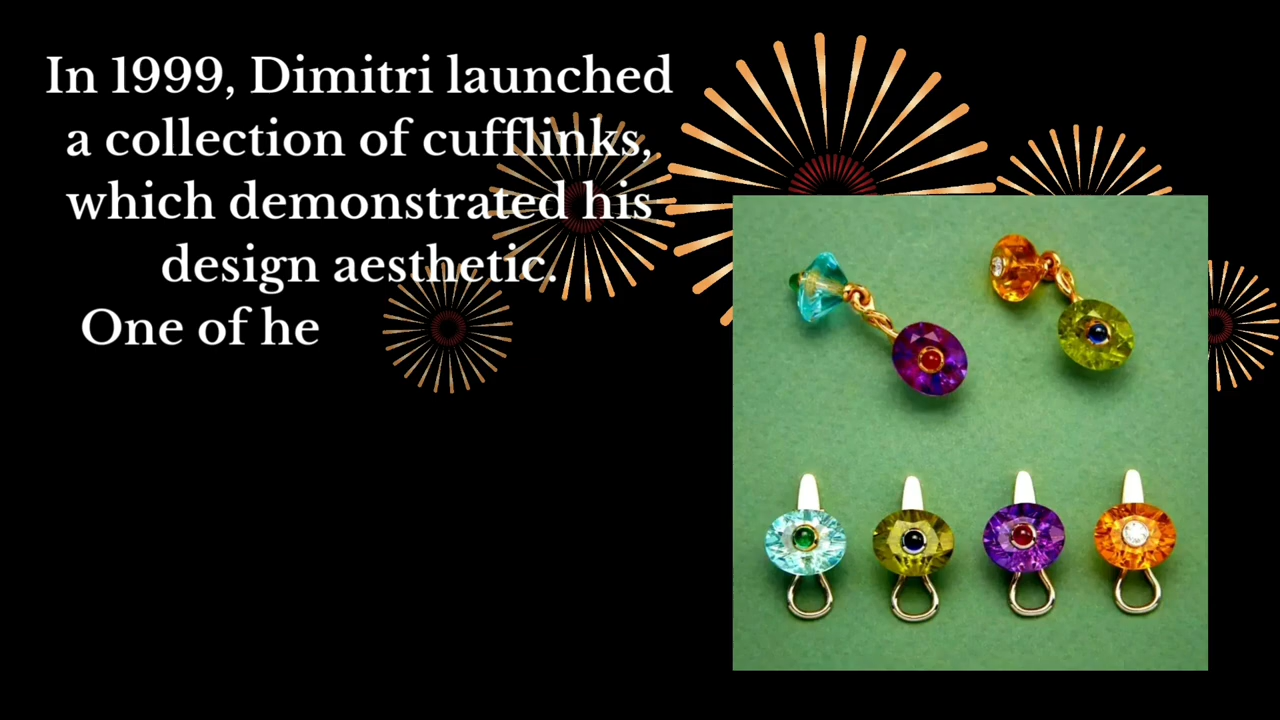 In 1999, Dimitri launched
a collection of cufflinks,
which demonstrated his
design aesthetic.
One of he